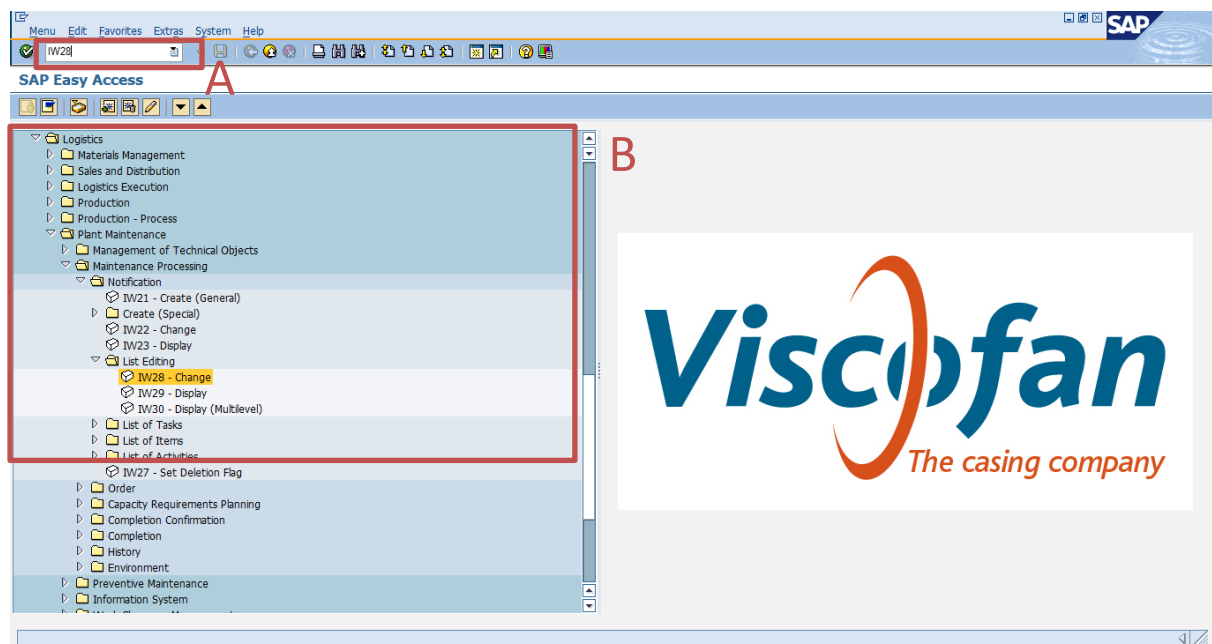 Menu Edit Favorites Extras System Help
SAP
IW28
A
SAP Easy Access
B
Logistics
Materials Management
Sales and Distribution
Logistics Execution
Production
Production - Process
Plant Maintenance
Management of Technical Objects
Maintenance Processing
Notification
IW21 - Create (General)
Create (Special)
IW22 - Change
IW23 - Display
List Editing
IW28 - Change
IW29 - Display
IW30 - Display (Multilevel)
List of Tasks
List of Items
List of Activities
IW27 - Set Deletion Flag
Order
Capacity Requirements Planning
Completion Confirmation
Completion
History
Environment
Preventive Maintenance
Information System
Viscofan
The casing company